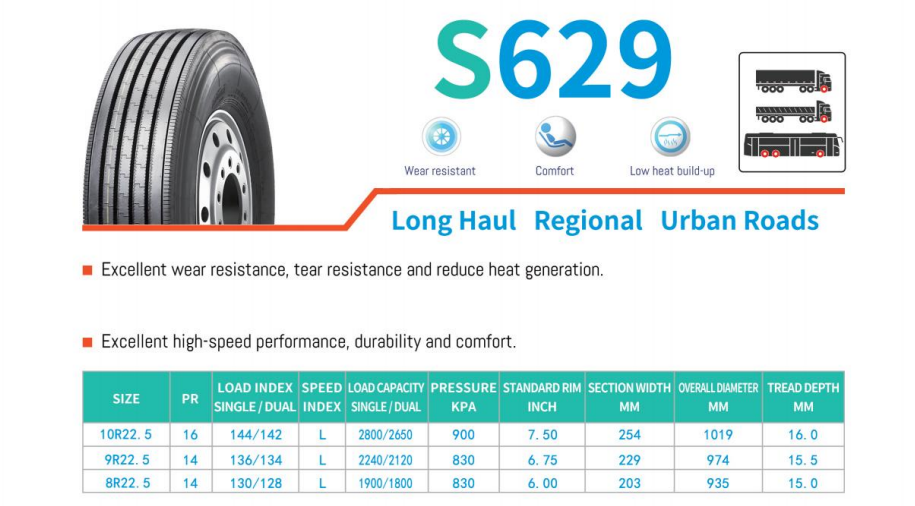 S629
Wear resistant Comfort Low heat build-up
Long Haul Regional Urban Roads
Excellent wear resistance, tear resistance and reduce heat generation.
Excellent high-speed performance, durability and comfort.
SIZE PR LOAD INDEX SINGLE / DUAL SPEED INDEX LOAD CAPACITY SINGLE / DUAL PRESSURE KPA STANDARD RIM INCH SECTION WIDTH MM OVERALL DIAMETER MM TREAD DEPTH MM
10R22.5 16 144/142 L 2800/2650 900 7.50 254 1019 16.0
9R22.5 14 136/134 L 2240/2120 830 6.75 229 974 15.5
8R22.5 14 130/128 L 1900/1800 830 6.00 203 935 15.0